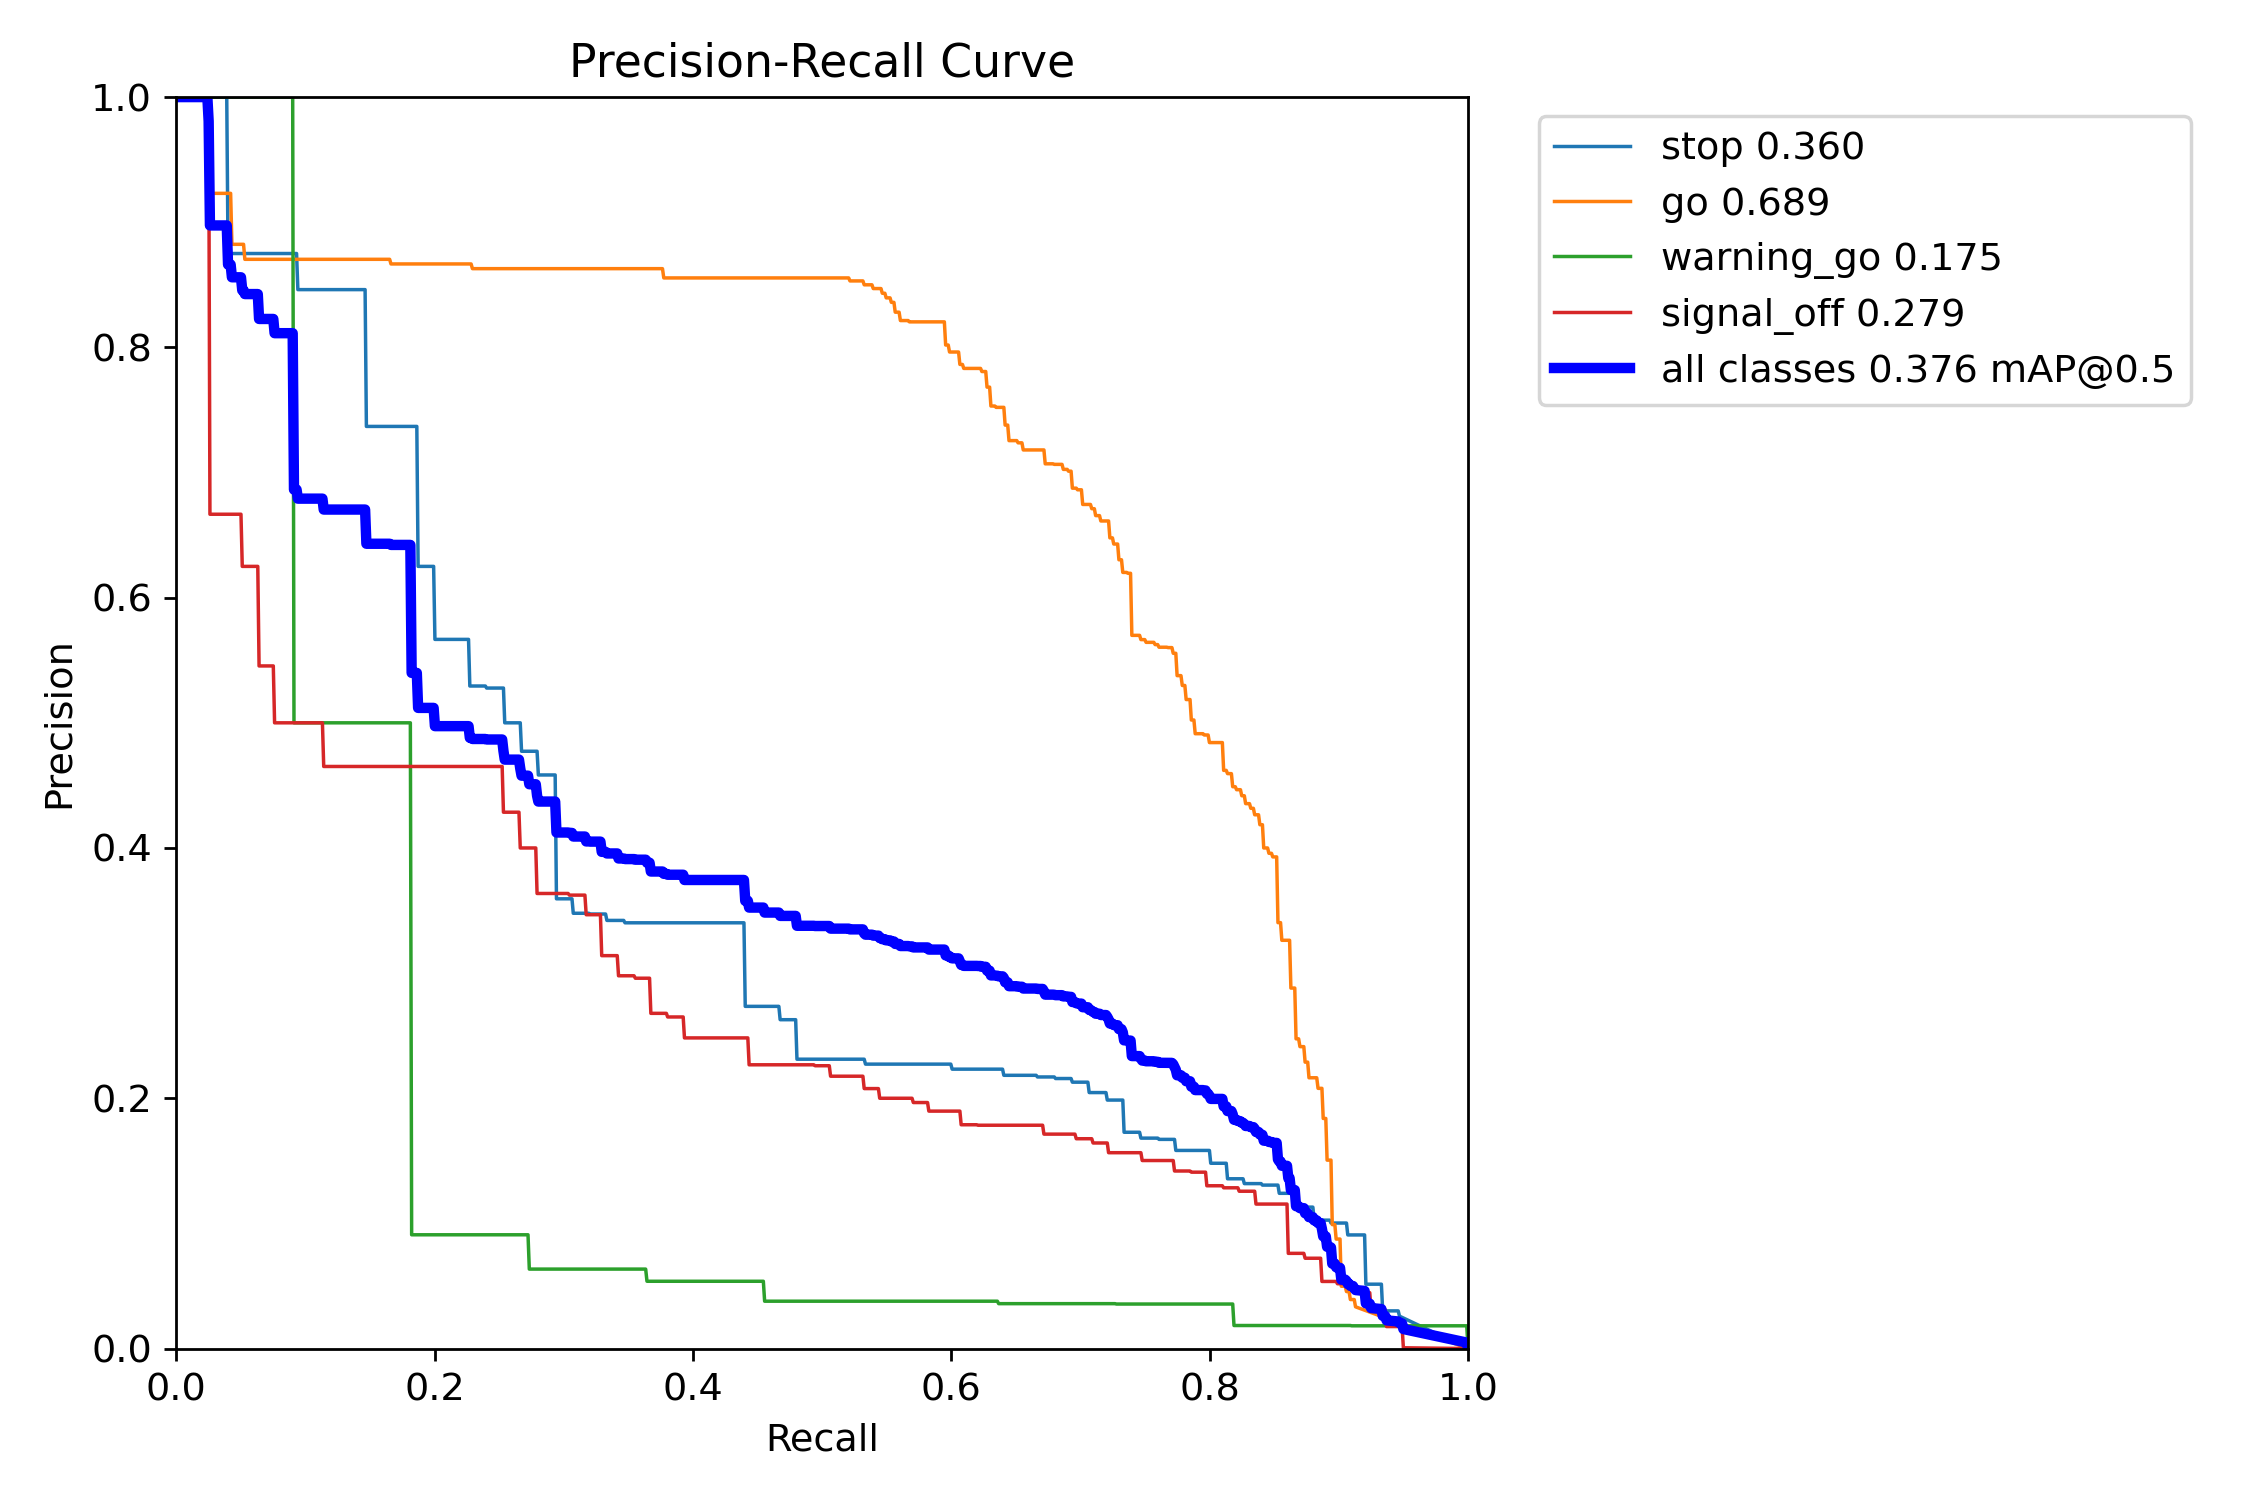 Precision-Recall Curve
1.0
0.8
0.6
0.4
0.2
0.0
Precision
0.0 0.2 0.4 0.6 0.8 1.0
Recall
stop 0.360
go 0.689
warning_go 0.175
signal_off 0.279
all classes 0.376 mAP@0.5